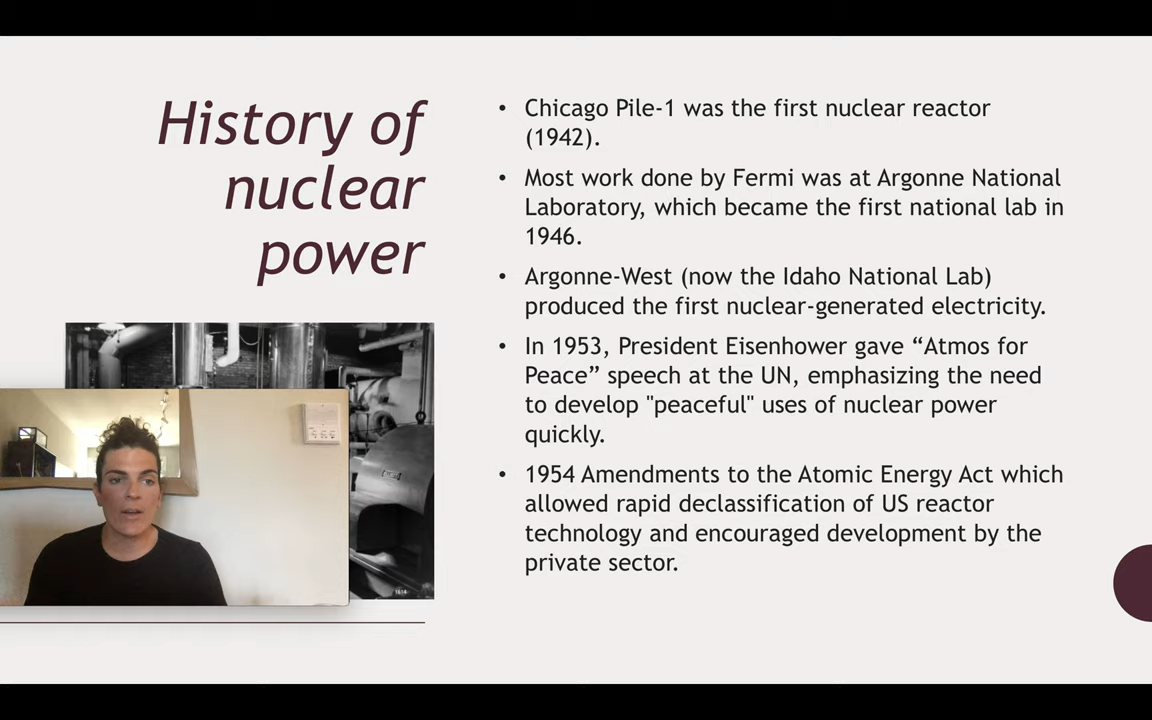 History of
nuclear
power
• Chicago Pile-1 was the first nuclear reactor
(1942).
• Most work done by Fermi was at Argonne National
Laboratory, which became the first national lab in
1946.
• Argonne-West (now the Idaho National Lab)
produced the first nuclear-generated electricity.
• In 1953, President Eisenhower gave “Atmos for
Peace” speech at the UN, emphasizing the need
to develop "peaceful" uses of nuclear power
quickly.
• 1954 Amendments to the Atomic Energy Act which
allowed rapid declassification of US reactor
technology and encouraged development by the
private sector.